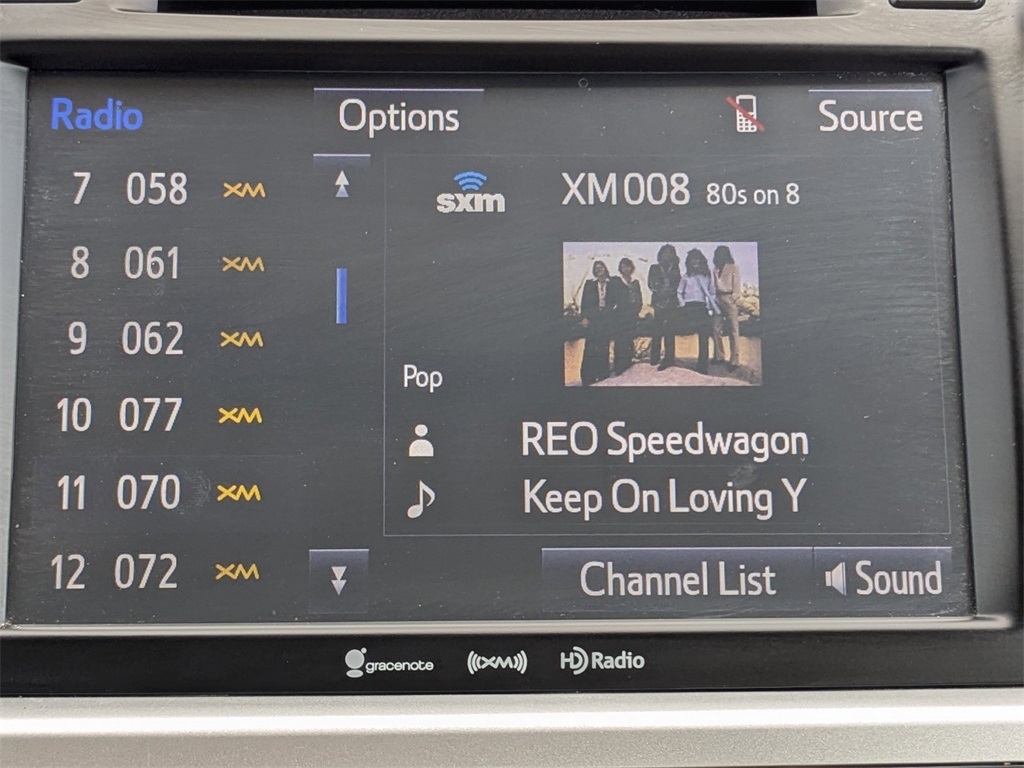 Radio Options Source
7 058 XM
8 061 XM
9 062 XM
10 077 XM
11 070 XM
12 072 XM
sxm XM008 80s on 8
Pop
REO Speedwagon
Keep On Loving Y
Channel List Sound
gracenote ((XM)) HD Radio